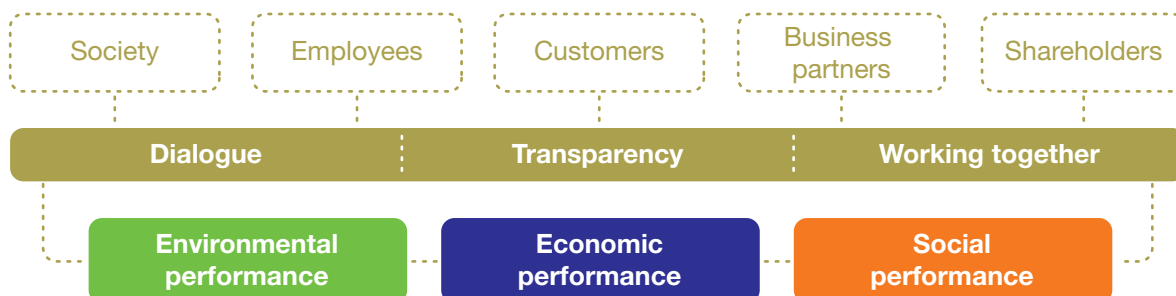 Society
Employees
Customers
Business
partners
Shareholders
Dialogue
Transparency
Working together
Environmental
performance
Economic
performance
Social
performance